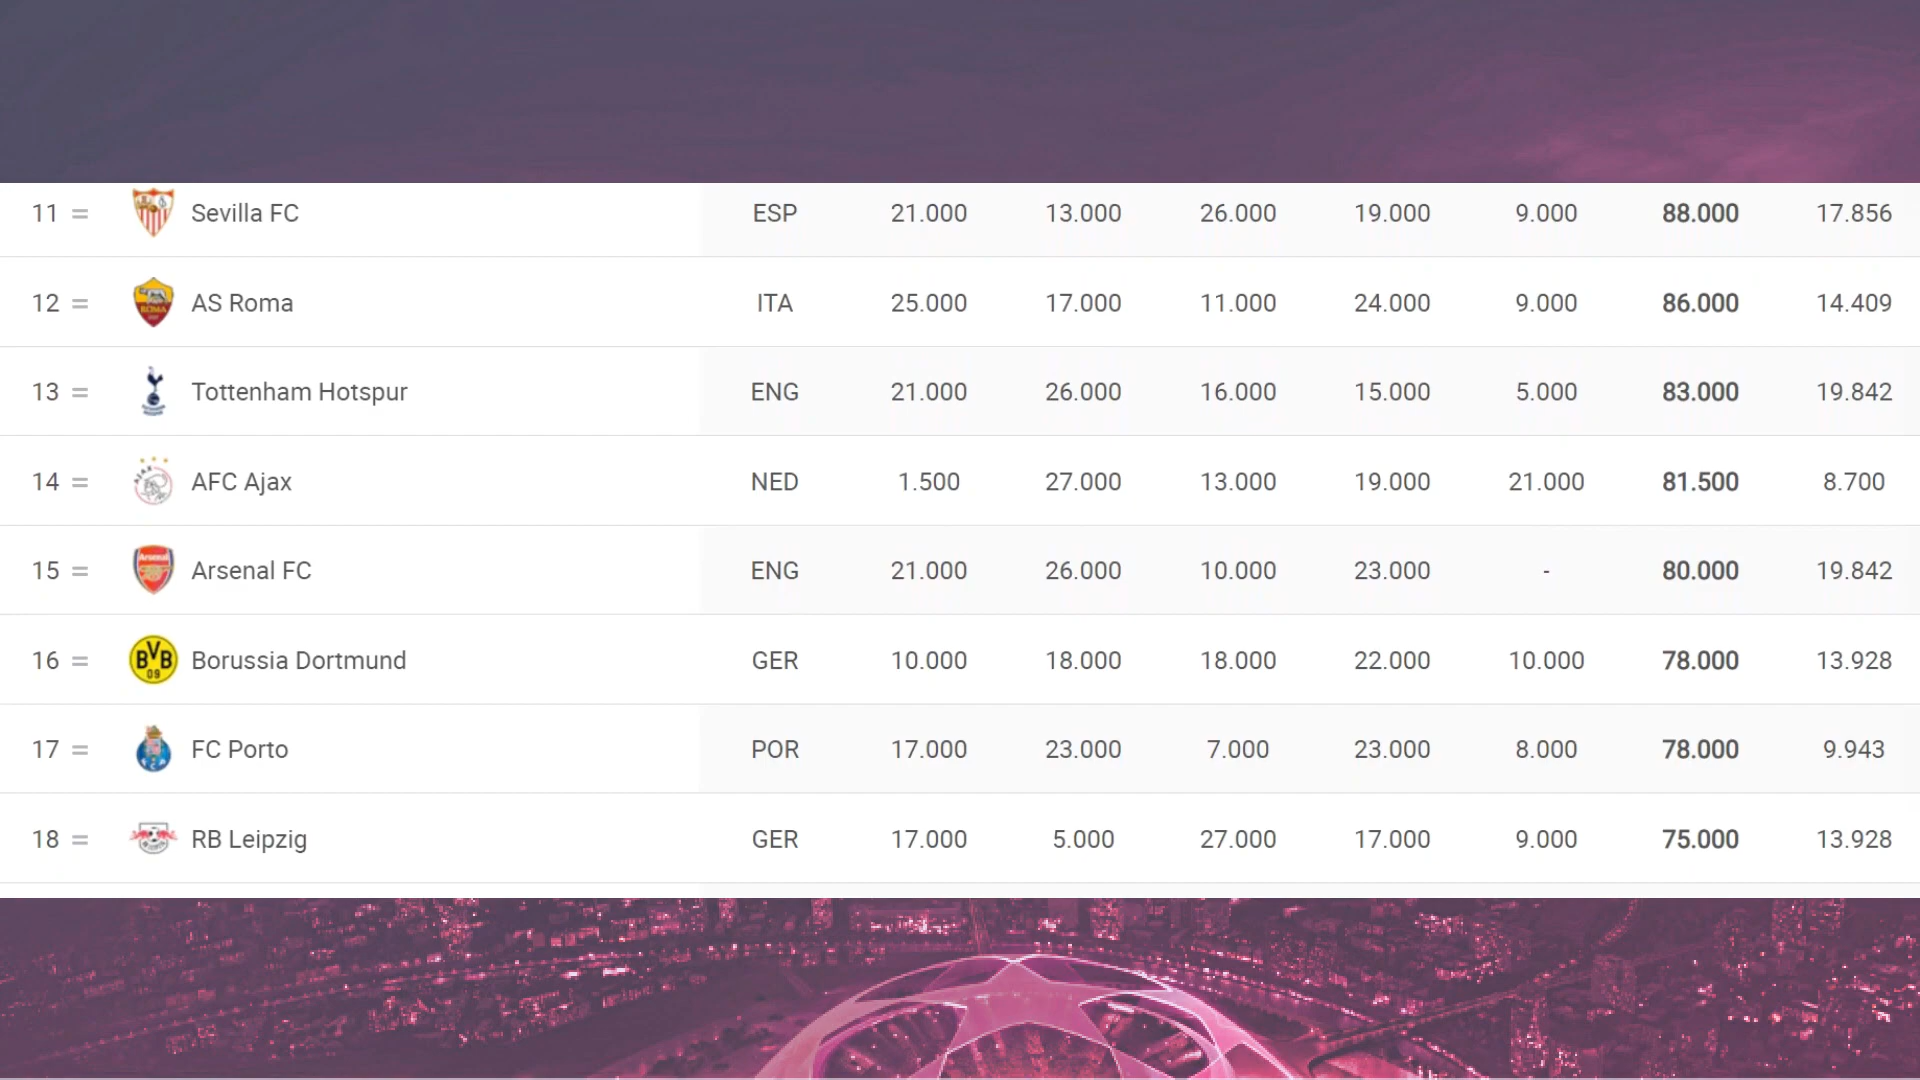 11 = Sevilla FC ESP 21.000 13.000 26.000 19.000 9.000 88.000 17.856
12 = AS Roma ITA 25.000 17.000 11.000 24.000 9.000 86.000 14.409
13 = Tottenham Hotspur ENG 21.000 26.000 16.000 15.000 5.000 83.000 19.842
14 = AFC Ajax NED 1.500 27.000 13.000 19.000 21.000 81.500 8.700
15 = Arsenal FC ENG 21.000 26.000 10.000 23.000 - 80.000 19.842
16 = BVB 09 Borussia Dortmund GER 10.000 18.000 18.000 22.000 10.000 78.000 13.928
17 = FC Porto POR 17.000 23.000 7.000 23.000 8.000 78.000 9.943
18 = RB Leipzig GER 17.000 5.000 27.000 17.000 9.000 75.000 13.928